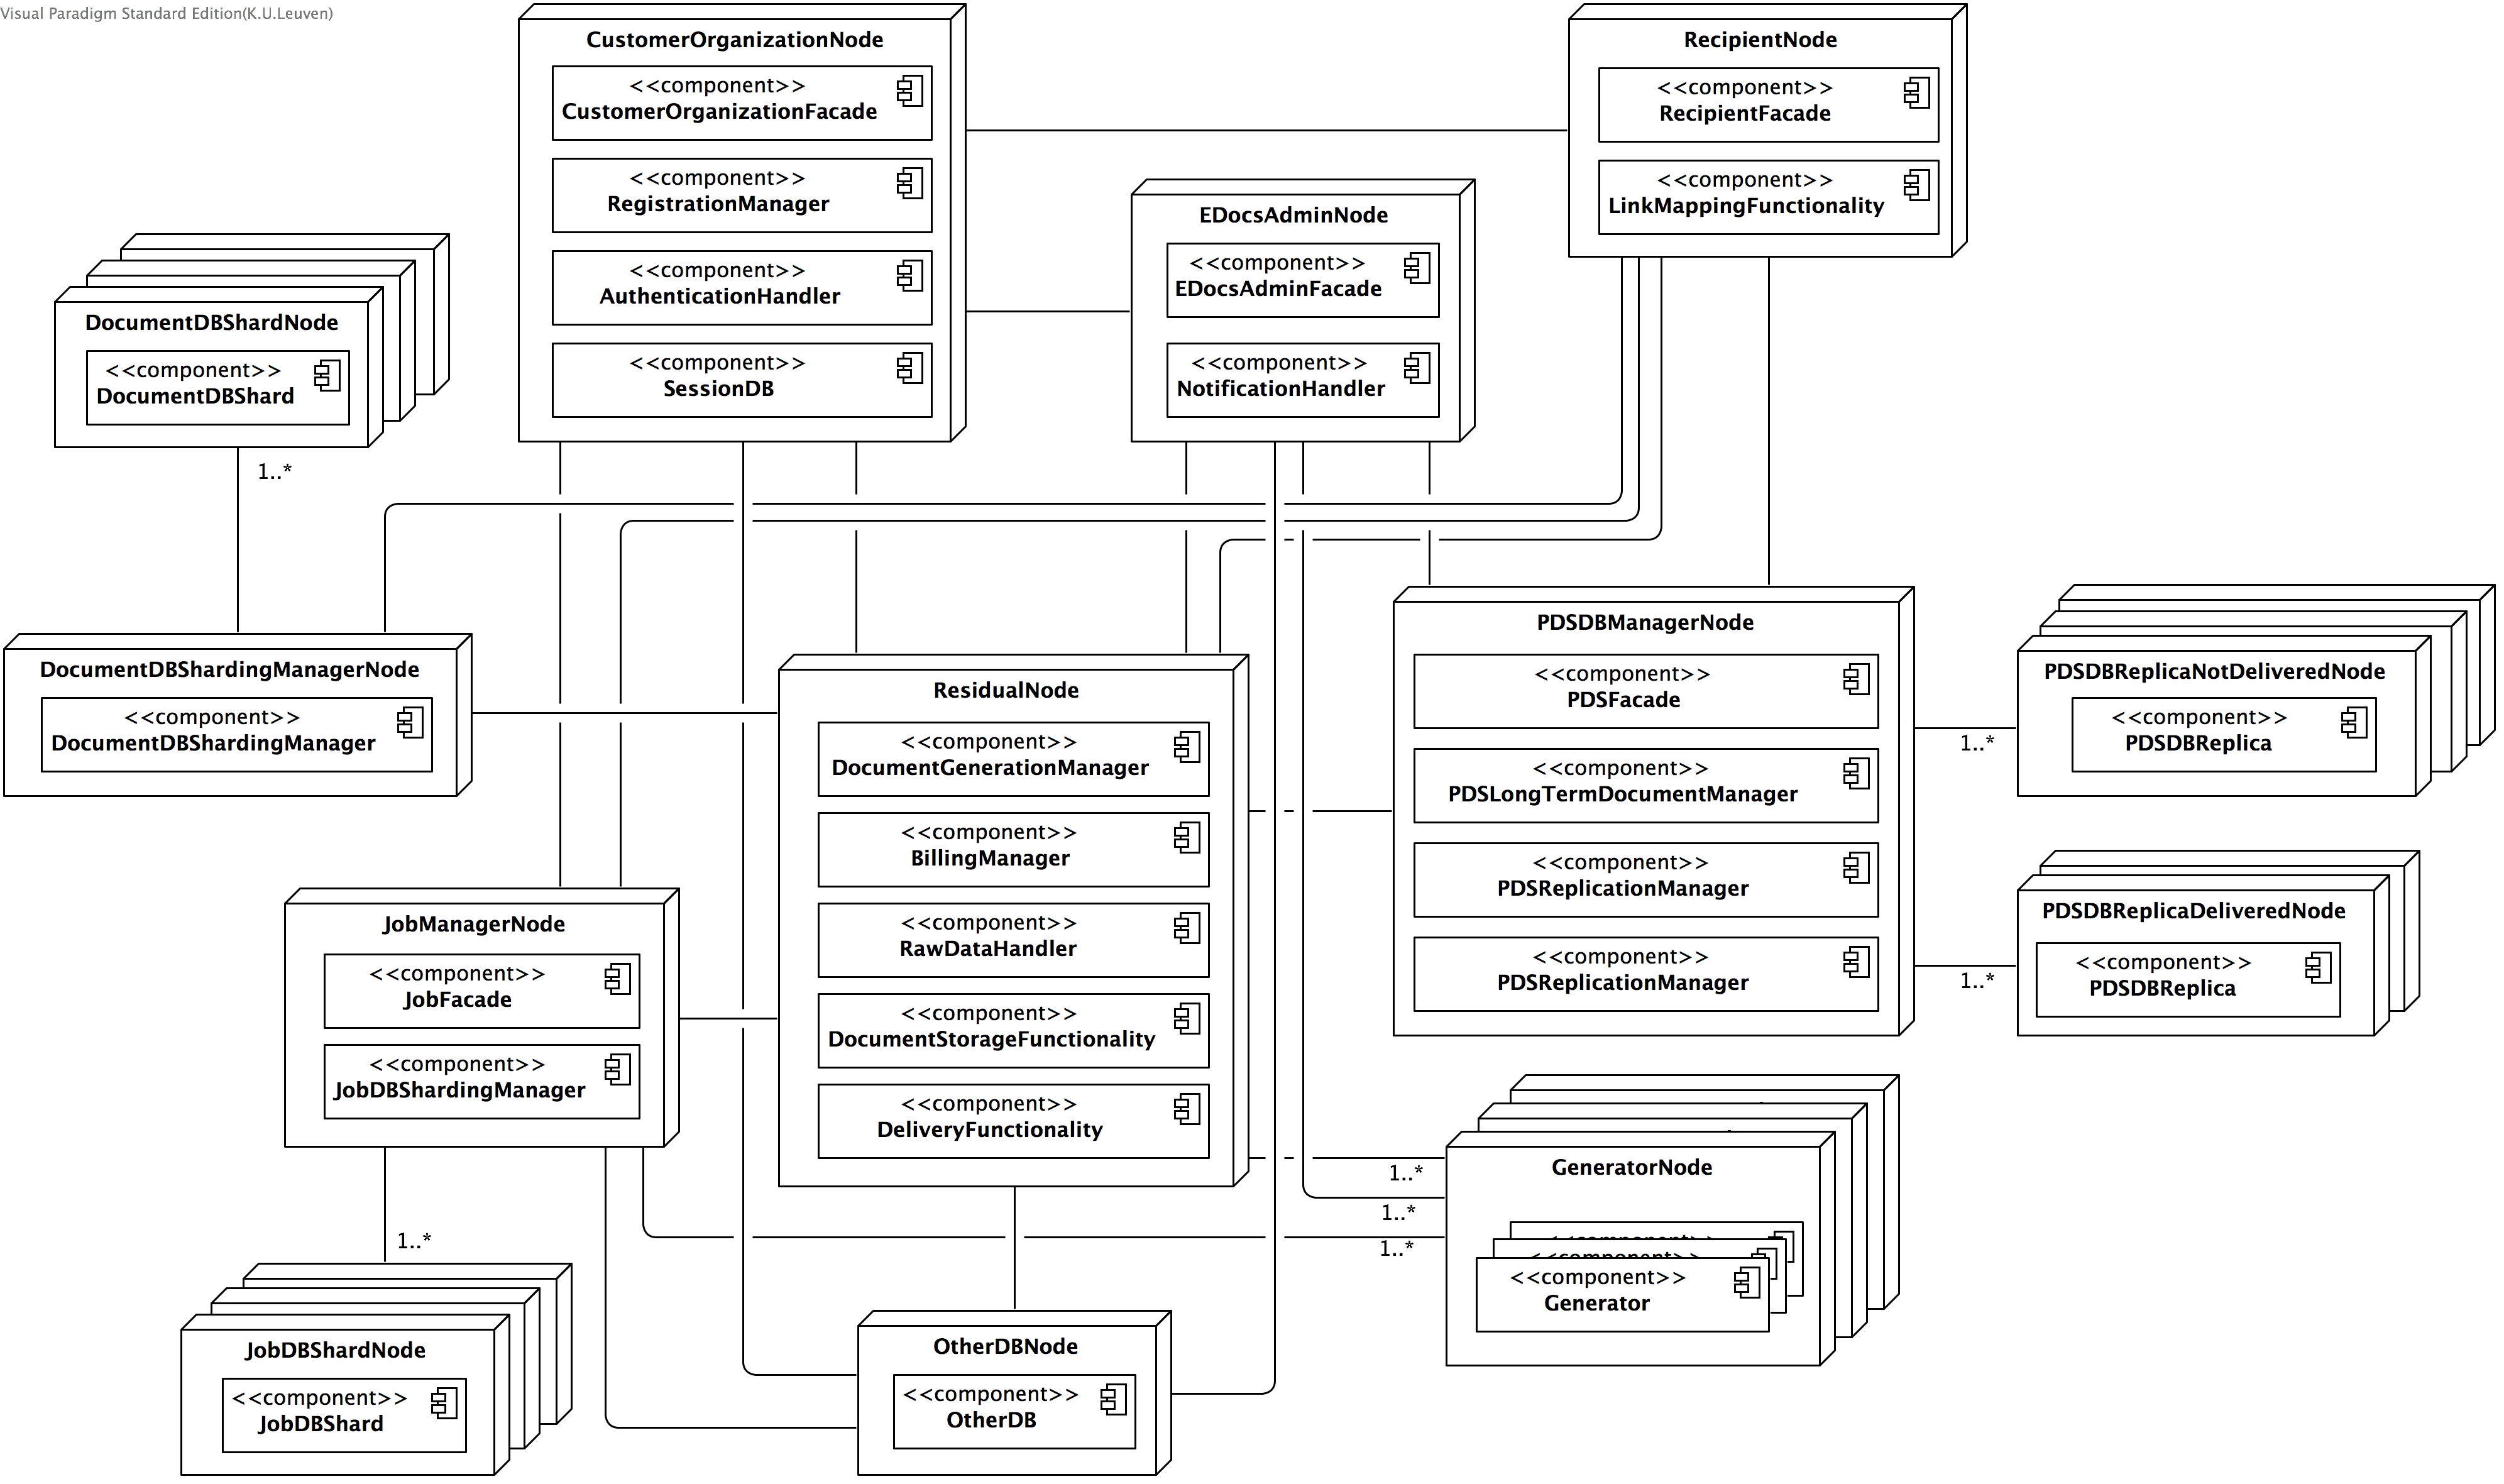 Visual Paradigm Standard Edition(K.U.Leuven)
CustomerOrganizationNode
<<component>>
CustomerOrganizationFacade
<<component>>
RegistrationManager
<<component>>
AuthenticationHandler
<<component>>
SessionDB
RecipientNode
<<component>>
RecipientFacade
<<component>>
LinkMappingFunctionality
EDocsAdminNode
<<component>>
EDocsAdminFacade
<<component>>
NotificationHandler
DocumentDBShardNode
<<component>>
DocumentDBShard
1..*
DocumentDBShardingManagerNode
<<component>>
DocumentDBShardingManager
ResidualNode
<<component>>
DocumentGenerationManager
<<component>>
BillingManager
<<component>>
RawDataHandler
<<component>>
DocumentStorageFunctionality
<<component>>
DeliveryFunctionality
PDSDBManagerNode
<<component>>
PDSFacade
<<component>>
PDSLongTermDocumentManager
<<component>>
PDSReplicationManager
<<component>>
PDSReplicationManager
1..*
PDSDBReplicaNotDeliveredNode
<<component>>
PDSDBReplica
1..*
PDSDBReplicaDeliveredNode
<<component>>
PDSDBReplica
JobManagerNode
<<component>>
JobFacade
<<component>>
JobDBShardingManager
1..*
1..*
1..*
1..*
GeneratorNode
<<component>>
<<component>>
<<component>>
Generator
JobDBShardNode
<<component>>
JobDBShard
OtherDBNode
<<component>>
OtherDB